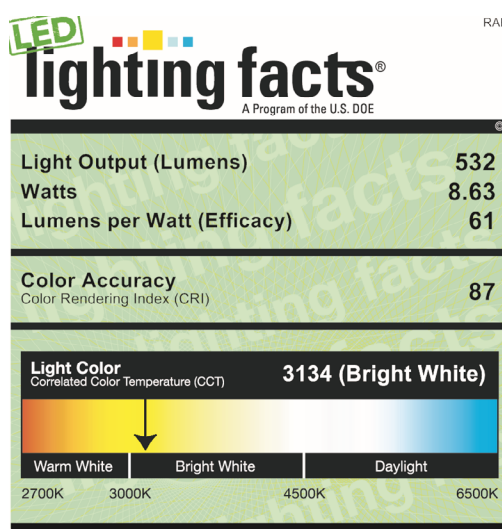 LED
lighting facts®
A Program of the U.S. DOE
Light Output (Lumens) 532
Watts 8.63
Lumens per Watt (Efficacy) 61
Color Accuracy
Color Rendering Index (CRI) 87
Light Color
Correlated Color Temperature (CCT) 3134 (Bright White)
Warm White Bright White Daylight
2700K 3000K 4500K 6500K